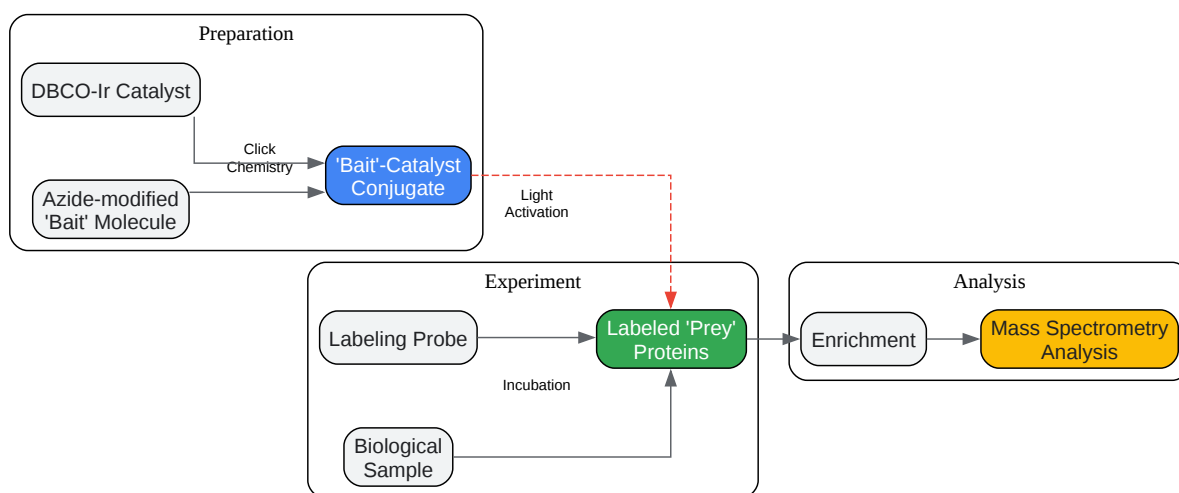 Preparation
DBCO-Ir Catalyst
Click
Chemistry
'Bait'-Catalyst
Conjugate
Azide-modified
'Bait' Molecule
Light
Activation
Experiment
Labeling Probe
Labeled 'Prey'
Proteins
Incubation
Biological
Sample
Analysis
Enrichment
Mass Spectrometry
Analysis